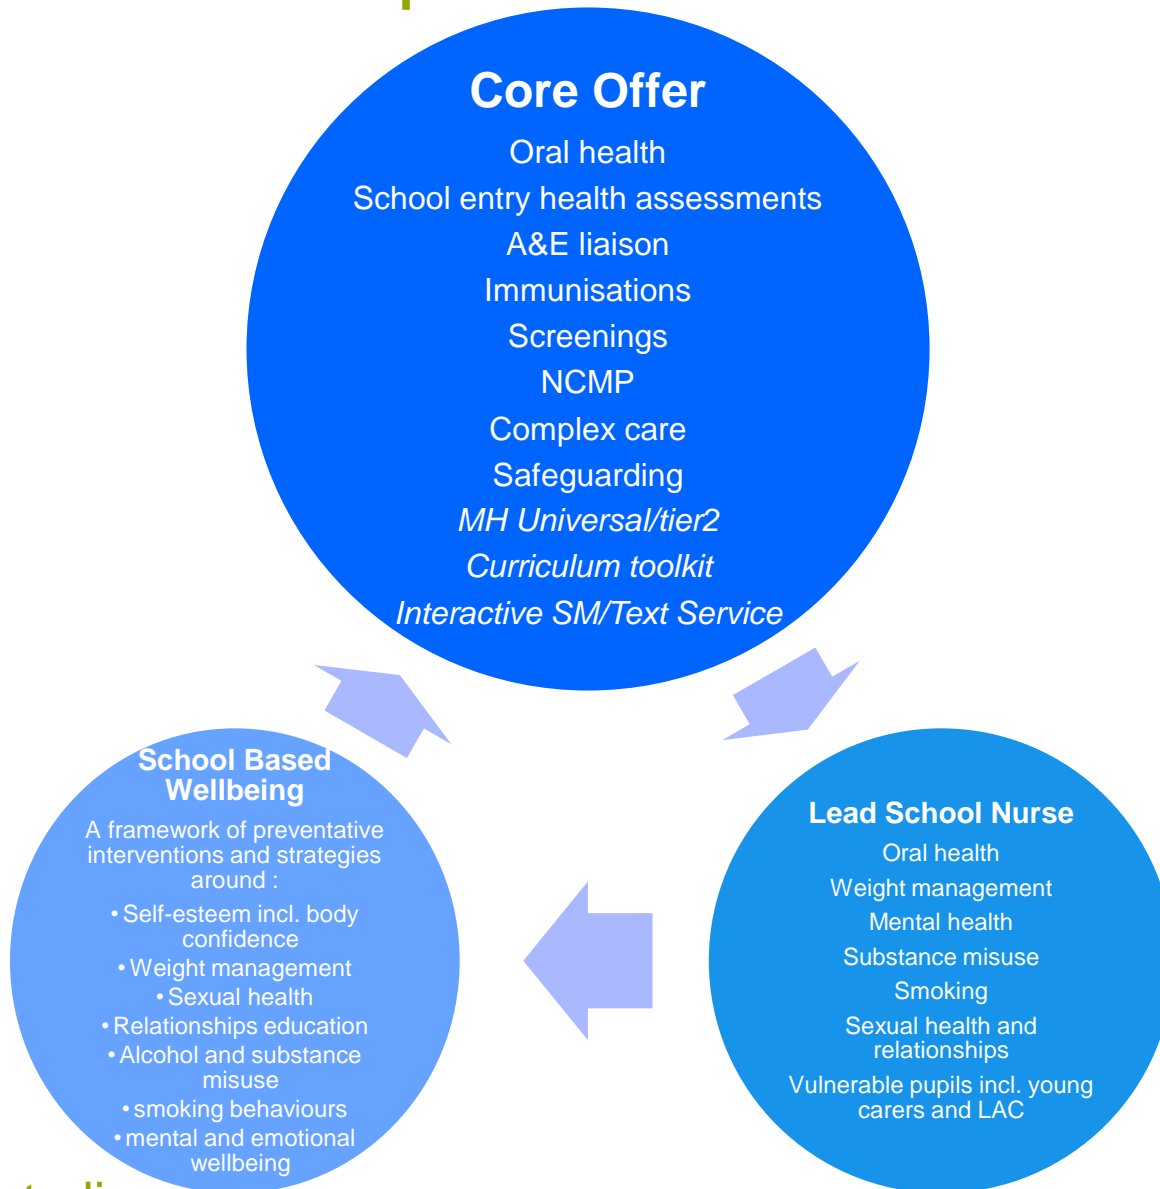 Core Offer
Oral health
School entry health assessments
A&E liaison
Immunisations
Screenings
NCMP
Complex care
Safeguarding
MH Universal/tier2
Curriculum toolkit
Interactive SM/Text Service
School Based
Wellbeing
A framework of preventative
interventions and strategies
around :
• Self-esteem incl. body
confidence
• Weight management
• Sexual health
• Relationships education
• Alcohol and substance
misuse
• smoking behaviours
• mental and emotional
wellbeing
Lead School Nurse
Oral health
Weight management
Mental health
Substance misuse
Smoking
Sexual health and
relationships
Vulnerable pupils incl. young
carers and LAC